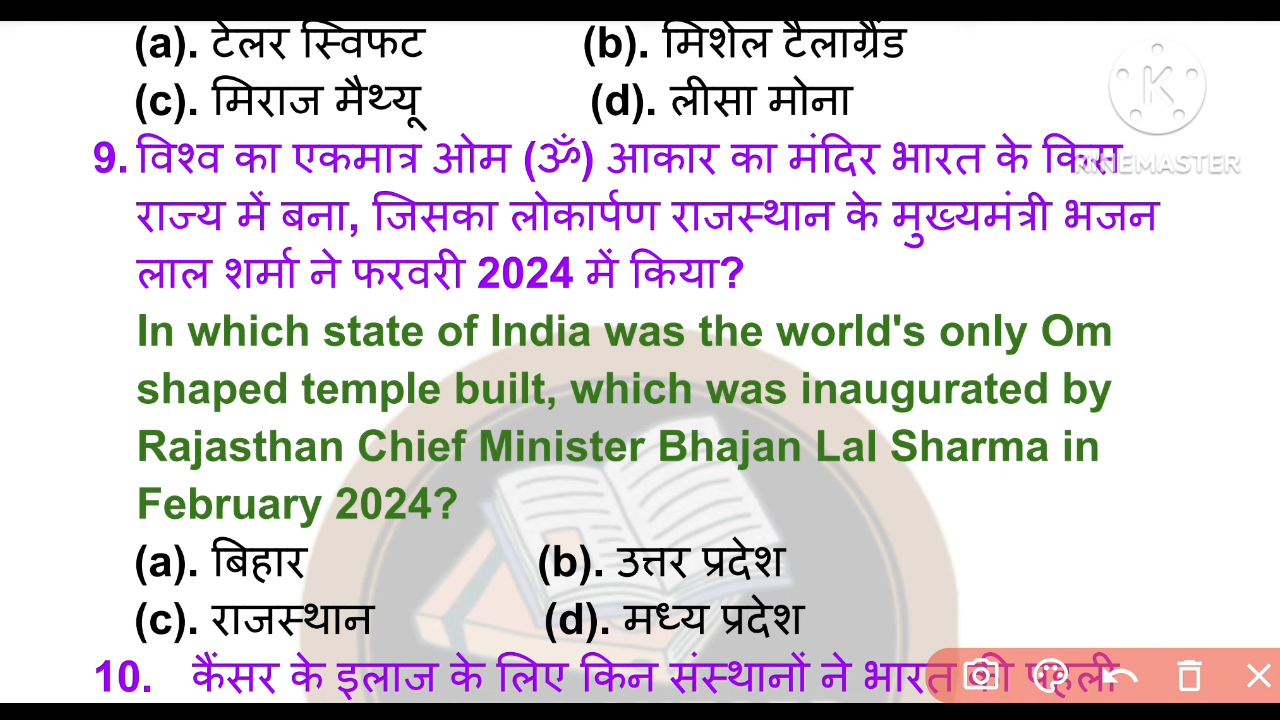 (a). टेलर स्विफट (b). मिशेल टैलाग्रैंड
(c). मिराज मैथ्यू (d). लीसा मोना
9. विश्व का एकमात्र ओम (ॐ) आकार का मंदिर भारत के किस
KINEMASTER
राज्य में बना, जिसका लोकार्पण राजस्थान के मुख्यमंत्री भजन
लाल शर्मा ने फरवरी 2024 में किया?
In which state of India was the world's only Om
shaped temple built, which was inaugurated by
Rajasthan Chief Minister Bhajan Lal Sharma in
February 2024?
(a). बिहार (b). उत्तर प्रदेश
(c). राजस्थान (d). मध्य प्रदेश
10. कैंसर के इलाज के लिए किन संस्थानों ने भारत की पहली